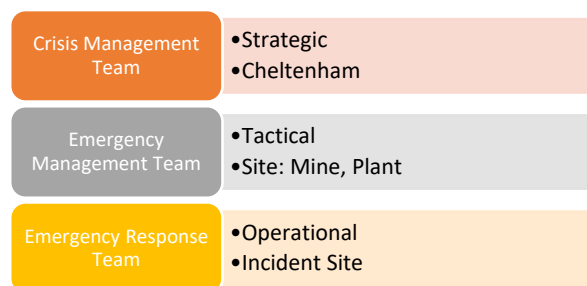 Crisis Management
Team
•Strategic
•Cheltenham
Emergency
Management Team
•Tactical
•Site: Mine, Plant
Emergency Response
Team
•Operational
•Incident Site